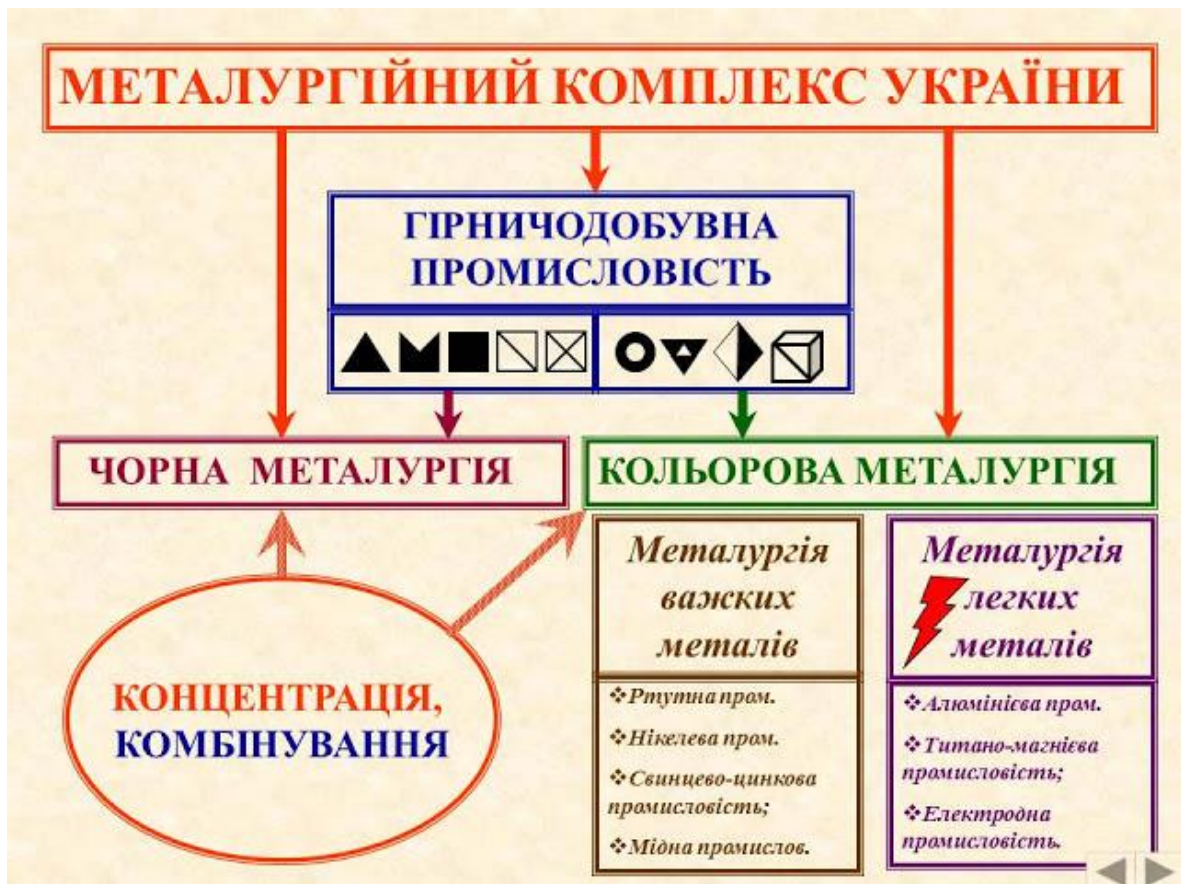 МЕТАЛУРГІЙНИЙ КОМПЛЕКС УКРАЇНИ
ГІРНИЧОДОБУВНА
ПРОМИСЛОВІСТЬ
ЧОРНА МЕТАЛУРГІЯ
КОЛЬОРОВА МЕТАЛУРГІЯ
КОНЦЕНТРАЦІЯ,
КОМБІНУВАННЯ
Металургія
важких
металів
❖Ртутна пром.
❖Нікелева пром.
❖Свинцево-цинкова
промисловість;
❖Мідна промислов.
Металургія
легких
металів
❖Алюмінієва пром.
❖Титано-магнієва
промисловість;
❖Електродна
промисловість.